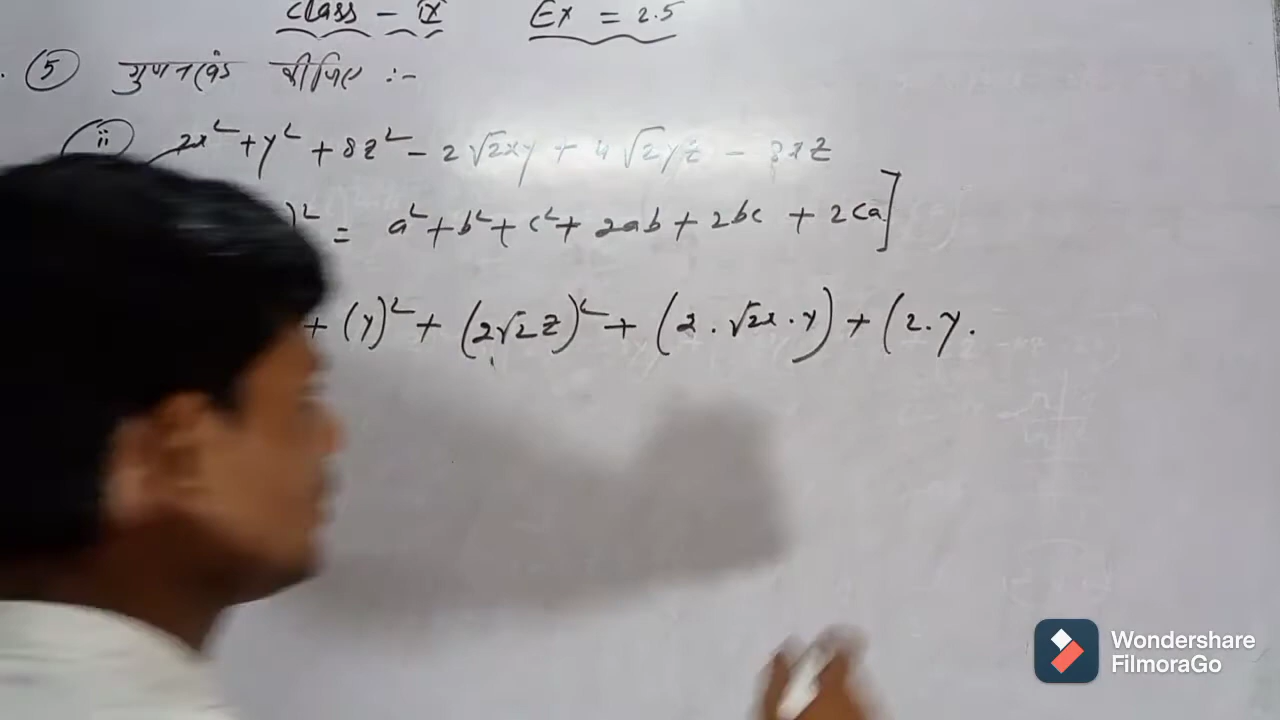 Class - IX Ex = 2.5
5 गुणनखंड कीजिए :-
ii 2x² + y² + 8z² - 2√2xy + 4√2yz - 8xz
)² = a² + b² + c² + 2ab + 2bc + 2ca]
+ (y)² + (2√2z)² + (2.√2x.y) + (2.y.
Wondershare
FilmoraGo